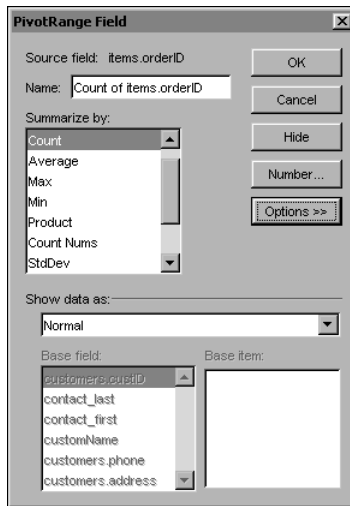 PivotRange Field
Source field: items.orderID
OK
Name: Count of items.orderID
Cancel
Summarize by:
Count
Hide
Average
Max
Number...
Min
Product
Options >>
Count Nums
StdDev
Show data as:
Normal
Base field:
Base item:
customers.custID
contact_last
contact_first
customName
customers.phone
customers.address